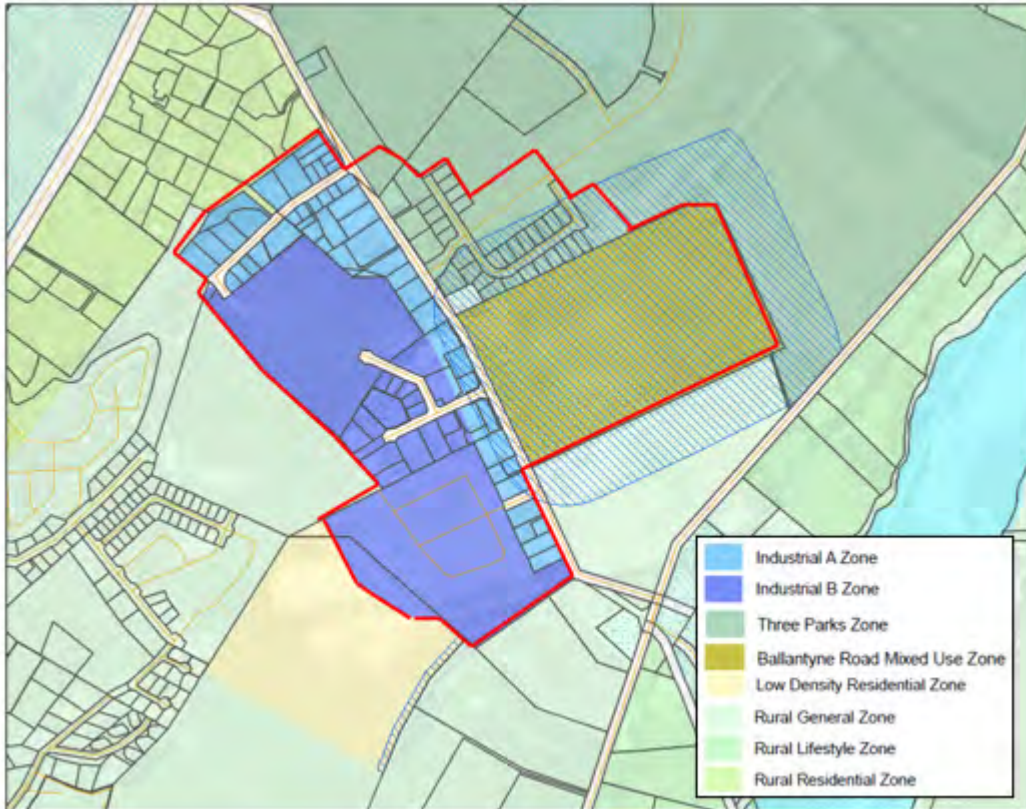 Industrial A Zone
Industrial B Zone
Three Parks Zone
Ballantyne Road Mixed Use Zone
Low Density Residential Zone
Rural General Zone
Rural Lifestyle Zone
Rural Residential Zone